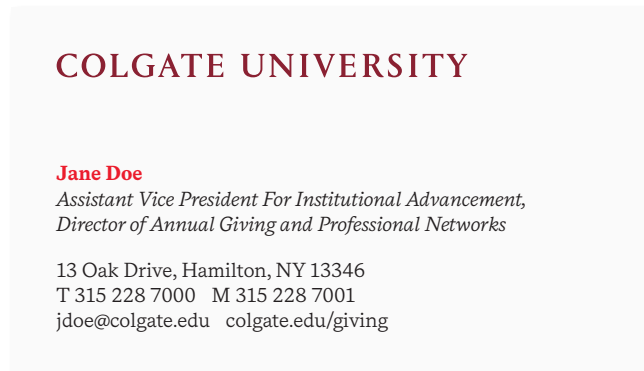 COLGATE UNIVERSITY
Jane Doe
Assistant Vice President For Institutional Advancement,
Director of Annual Giving and Professional Networks
13 Oak Drive, Hamilton, NY 13346
T 315 228 7000 M 315 228 7001
jdoe@colgate.edu colgate.edu/giving